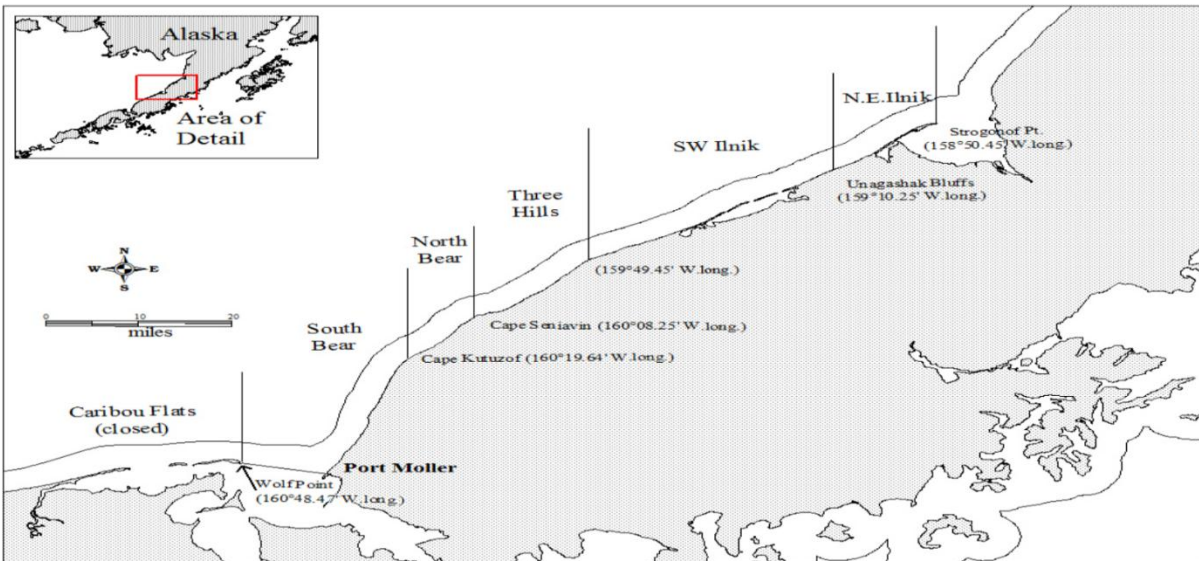 Alaska
Area of
Detail
N.E.Ilnik
Strogonof Pt.
(158°50.45' W.long.)
SW Ilnik
Unagashak Bluffs
(159°10.25' W.long.)
Three
Hills
North
Bear
(159°49.45' W.long.)
N
W E
S
0 10 20
miles
South
Bear
Cape Seniavin (160°08.25' W.long.)
Cape Kutuzof (160°19.64' W.long.)
Caribou Flats
(closed)
Port Moller
Wolf Point
(160°48.47' W.long.)